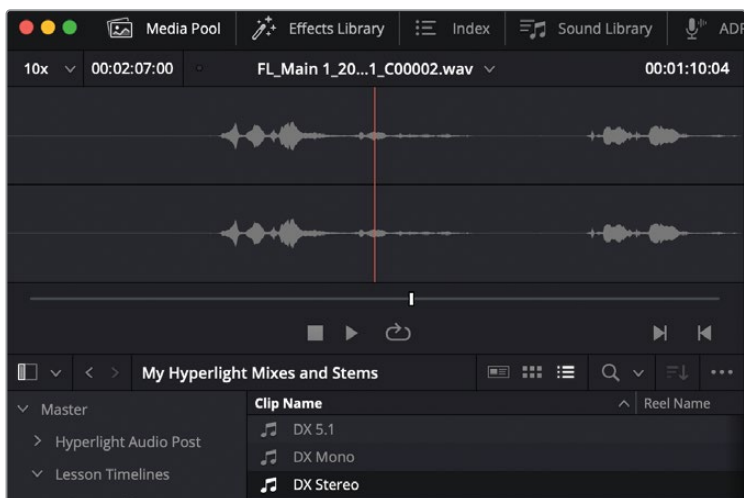 Media Pool Effects Library Index Sound Library ADR
10x 00:02:07:00 FL_Main 1_20...1_C00002.wav 00:01:10:04
My Hyperlight Mixes and Stems
Master
Hyperlight Audio Post
Lesson Timelines
Clip Name Reel Name
DX 5.1
DX Mono
DX Stereo